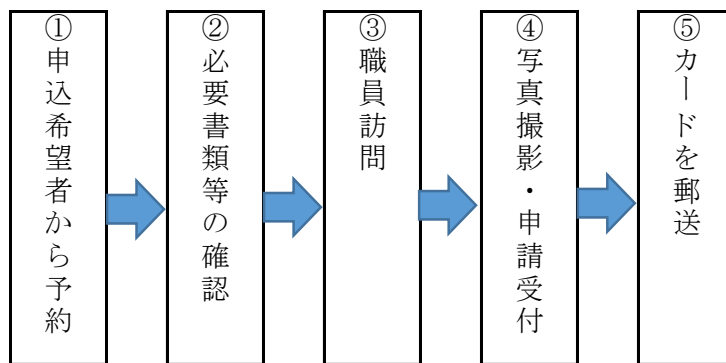 ①申込希望者から予約
②必要書類等の確認
③職員訪問
④写真撮影・申請受付
⑤カードを郵送